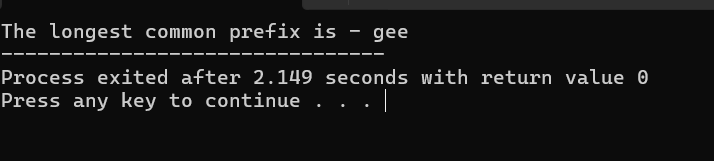 The longest common prefix is - gee
--------------------------------
Process exited after 2.149 seconds with return value 0
Press any key to continue . . .